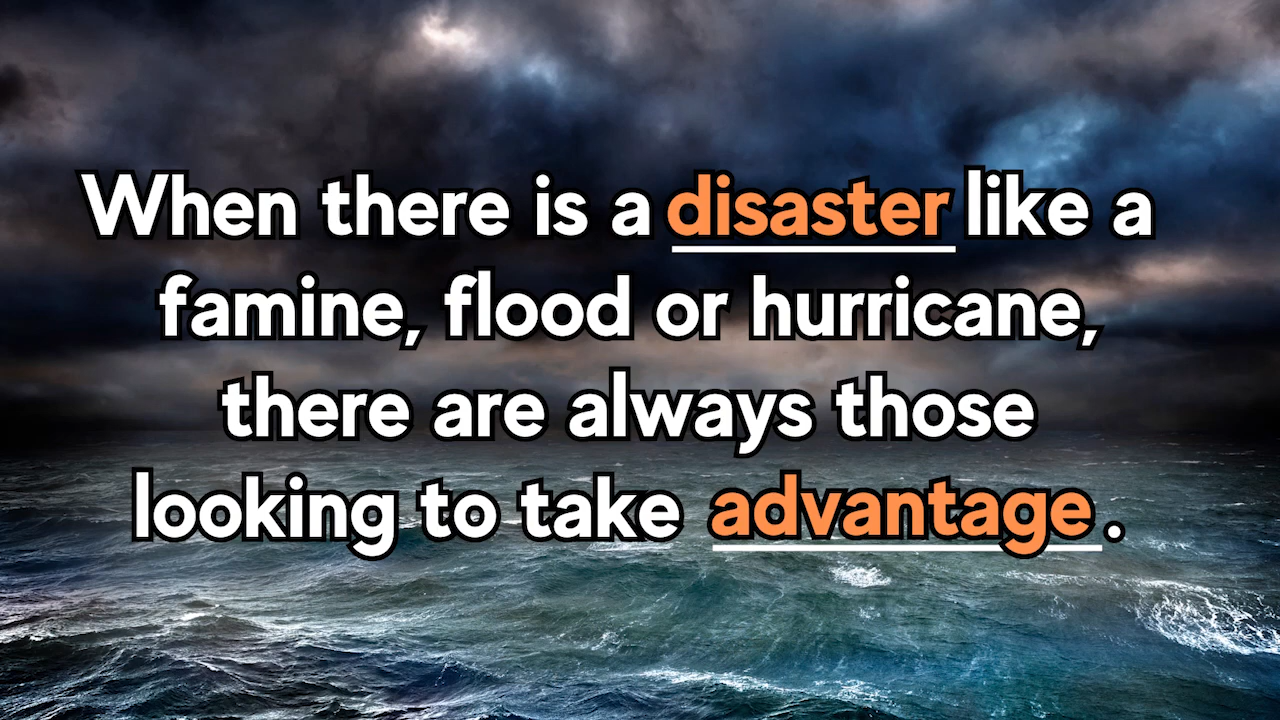 When there is a disaster like a
famine, flood or hurricane,
there are always those
looking to take advantage.